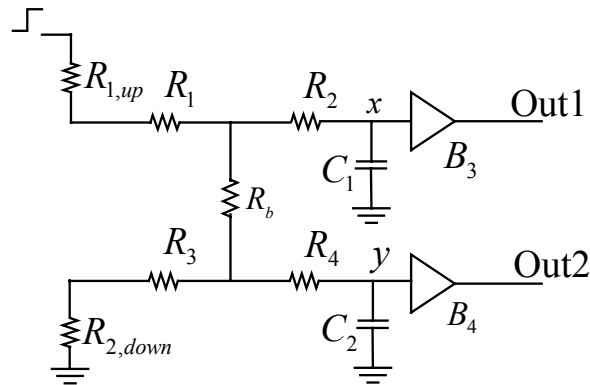 R1,up
R1
R2
x
Out1
B3
C1
Rb
R3
R4
y
Out2
B4
C2
R2,down